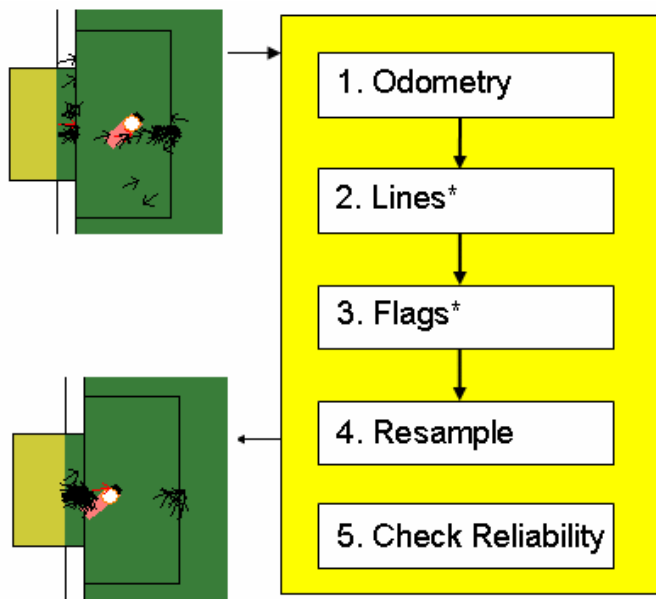 1. Odometry
2. Lines*
3. Flags*
4. Resample
5. Check Reliability